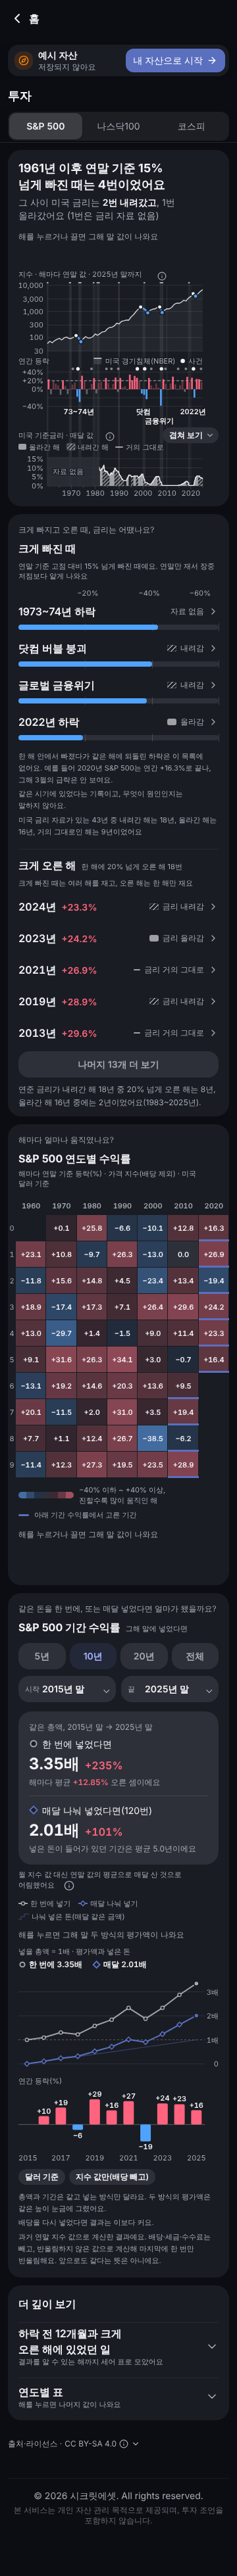 홈
예시 자산
저장되지 않아요
내 자산으로 시작
투자
S&P 500
나스닥100
코스피
1961년 이후 연말 기준 15%
넘게 빠진 때는 4번이었어요
그 사이 미국 금리는 2번 내려갔고, 1번
올라갔어요 (1번은 금리 자료 없음)
해를 누르거나 끌면 그해 말 값이 나와요
지수 · 해마다 연말 값 · 2025년 말까지
10,000
3,000
1,000
300
100
30
연간 등락
미국 경기침체(NBER)
사건
+40%
+20%
0%
−40%
73~74년
닷컴
2022년
금융위기
미국 기준금리 · 매달 값
겹쳐 보기
올라간 해
내려간 해
거의 그대로
15%
10%
5%
0%
자료 없음
1970 1980 1990 2000 2010 2020
크게 빠지고 오른 때, 금리는 어땠나요?
크게 빠진 때
연말 기준 고점 대비 15% 넘게 빠진 때예요. 연말만 재서 장중
저점보다 얕게 나와요
−20%
−40%
−60%
1973~74년 하락
자료 없음
닷컴 버블 붕괴
내려감
글로벌 금융위기
내려감
2022년 하락
올라감
한 해 안에서 빠졌다가 같은 해에 되돌린 하락은 이 목록에
없어요. 예를 들어 2020년 S&P 500는 연간 +16.3%로 끝나,
그해 3월의 급락은 안 보여요.
같은 시기에 있었다는 기록이고, 무엇이 원인인지는
말하지 않아요.
미국 금리 자료가 있는 43년 중 내려간 해는 18년, 올라간 해는
16년, 거의 그대로인 해는 9년이었어요
크게 오른 해
한 해에 20% 넘게 오른 해 18번
크게 빠진 때는 여러 해를 재고, 오른 해는 한 해만 재요
2024년 +23.3%
금리 내려감
2023년 +24.2%
금리 올라감
2021년 +26.9%
금리 거의 그대로
2019년 +28.9%
금리 내려감
2013년 +29.6%
금리 거의 그대로
나머지 13개 더 보기
연준 금리가 내려간 해 18년 중 20% 넘게 오른 해는 8년,
올라간 해 16년 중에는 2년이었어요(1983~2025년).
해마다 얼마나 움직였나요?
S&P 500 연도별 수익률
해마다 연말 기준 등락(%) · 가격 지수(배당 제외) · 미국
달러 기준
1960 1970 1980 1990 2000 2010 2020
0 +0.1 +25.8 −6.6 −10.1 +12.8 +16.3
1 +23.1 +10.8 −9.7 +26.3 −13.0 0.0 +26.9
2 −11.8 +15.6 +14.8 +4.5 −23.4 +13.4 −19.4
3 +18.9 −17.4 +17.3 +7.1 +26.4 +29.6 +24.2
4 +13.0 −29.7 +1.4 −1.5 +9.0 +11.4 +23.3
5 +9.1 +31.6 +26.3 +34.1 +3.0 −0.7 +16.4
6 −13.1 +19.2 +14.6 +20.3 +13.6 +9.5
7 +20.1 −11.5 +2.0 +31.0 +3.5 +19.4
8 +7.7 +1.1 +12.4 +26.7 −38.5 −6.2
9 −11.4 +12.3 +27.3 +19.5 +23.5 +28.9
−40% 이하 ~ +40% 이상,
진할수록 많이 움직인 해
아래 기간 수익률에서 고른 기간
해를 누르거나 끌면 그해 말 값이 나와요
같은 돈을 한 번에, 또는 매달 넣었다면 얼마가 됐을까요?
S&P 500 기간 수익률
그해 말에 넣었다면
5년
10년
20년
전체
시작 2015년 말
끝 2025년 말
같은 총액, 2015년 말 → 2025년 말
한 번에 넣었다면
3.35배 +235%
해마다 평균 +12.85% 오른 셈이에요
매달 나눠 넣었다면(120번)
2.01배 +101%
넣은 돈이 들어가 있던 기간은 평균 5.0년이에요
월 지수 값 대신 연말 값의 평균으로 매달 산 것으로
어림했어요
한 번에 넣기
매달 나눠 넣기
나눠 넣은 돈(매달 같은 금액)
해를 누르면 그해 말 두 방식의 평가액이 나와요
넣을 총액 = 1배 · 평가액과 넣은 돈
한 번에 3.35배
매달 2.01배
3배
2배
1배
0
연간 등락(%)
+10
+19
−6
+29
+16
+27
−19
+24
+23
+16
2015 2017 2019 2021 2023 2025
달러 기준
지수 값만(배당 빼고)
총액과 기간은 같고 넣는 방식만 달라요. 두 방식의 평가액은
같은 높이 눈금에 그렸어요.
배당을 다시 넣었다면 결과는 이보다 커요.
과거 연말 지수 값으로 계산한 결과예요. 배당·세금·수수료는
빼고, 반올림하지 않은 값으로 계산해 마지막에 한 번만
반올림해요. 앞으로도 같다는 뜻은 아니에요.
더 깊이 보기
하락 전 12개월과 크게
오른 해에 있었던 일
결과를 알 수 있는 해까지 세어 표로 모았어요
연도별 표
해를 누르면 나머지 값이 나와요
출처·라이선스 · CC BY-SA 4.0
© 2026 시크릿에셋. All rights reserved.
본 서비스는 개인 자산 관리 목적으로 제공되며, 투자 조언을
포함하지 않습니다.